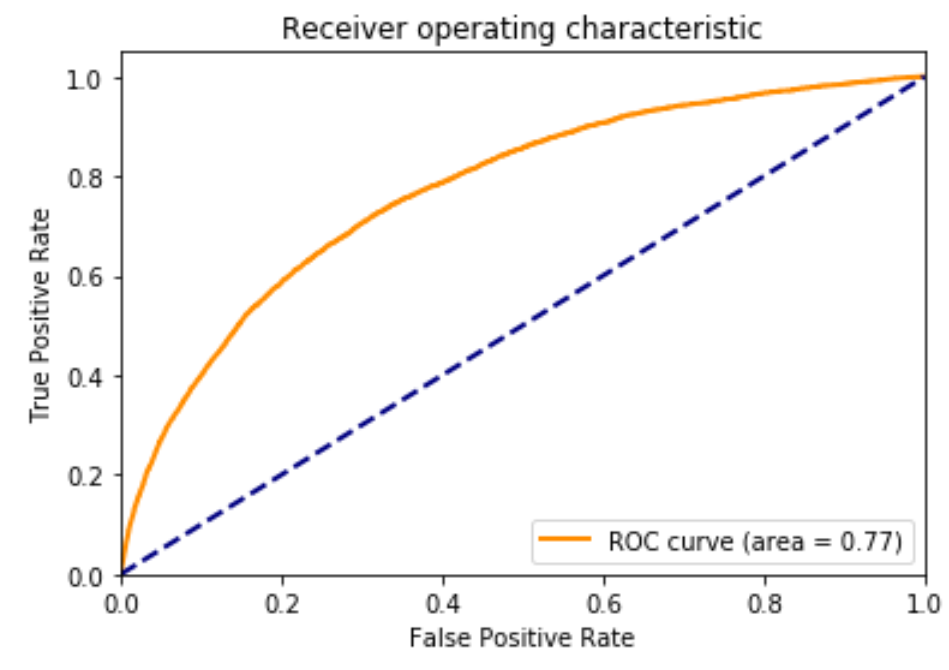 Receiver operating characteristic
True Positive Rate
1.0
0.8
0.6
0.4
0.2
0.0
ROC curve (area = 0.77)
0.0 0.2 0.4 0.6 0.8 1.0
False Positive Rate